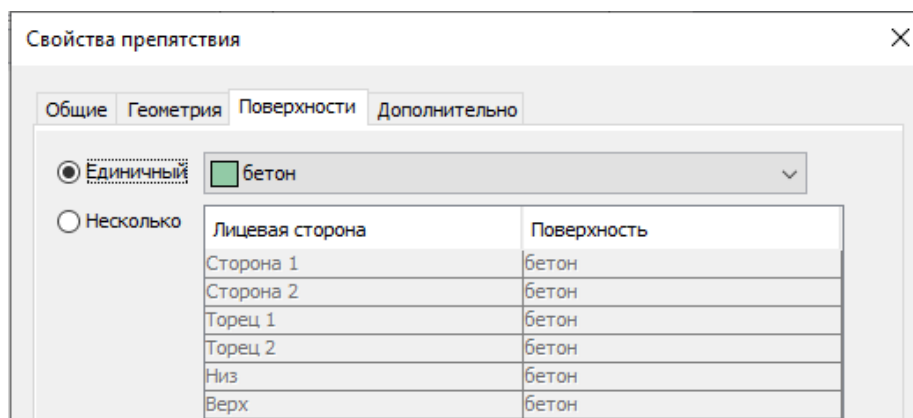 Свойства препятствия
Общие Геометрия Поверхности Дополнительно
Единичный бетон
Несколько Лицевая сторона Поверхность
Сторона 1 бетон
Сторона 2 бетон
Торец 1 бетон
Торец 2 бетон
Низ бетон
Верх бетон